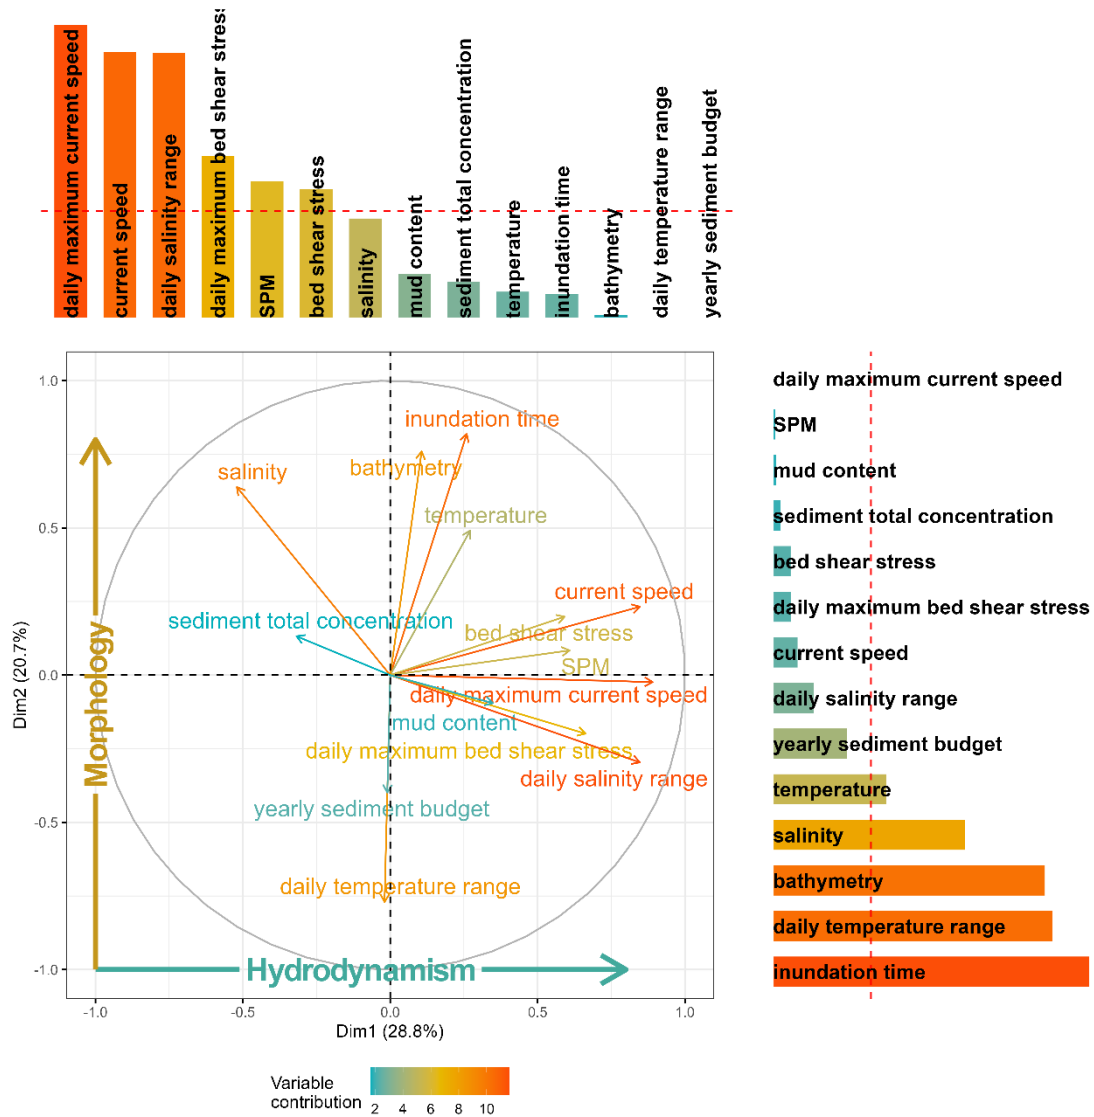 daily maximum current speed
current speed
daily salinity range
daily maximum bed shear stress
SPM
bed shear stress
salinity
mud content
sediment total concentration
temperature
inundation time
bathymetry
daily temperature range
yearly sediment budget
1.0
0.5
0.0
-0.5
-1.0
Dim2 (20.7%)
Morphology
inundation time
salinity
bathymetry
temperature
current speed
sediment total concentration
bed shear stress
SPM
daily maximum current speed
mud content
daily maximum bed shear stress
daily salinity range
yearly sediment budget
daily temperature range
Hydrodynamism
-1.0
-0.5
0.0
0.5
1.0
Dim1 (28.8%)
daily maximum current speed
SPM
mud content
sediment total concentration
bed shear stress
daily maximum bed shear stress
current speed
daily salinity range
yearly sediment budget
temperature
salinity
bathymetry
daily temperature range
inundation time
Variable
contribution
2 4 6 8 10